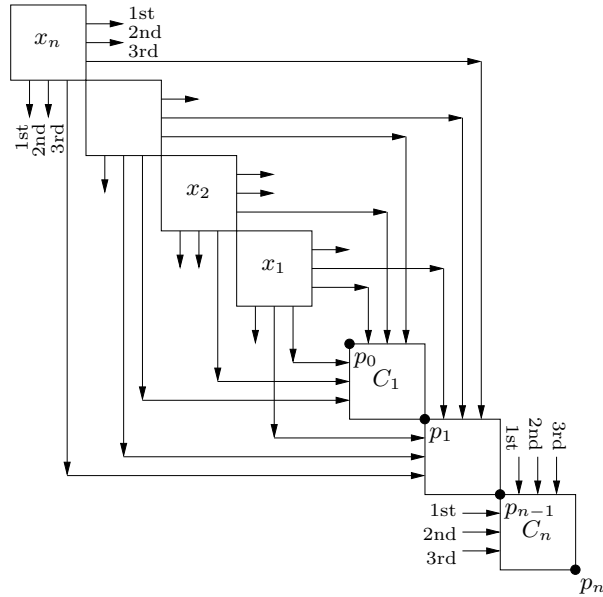 x_n
1st
2nd
3rd
1st
2nd
3rd
x_2
x_1
p_0
C_1
p_1
1st
2nd
3rd
p_{n-1}
1st
2nd
3rd
C_n
p_n